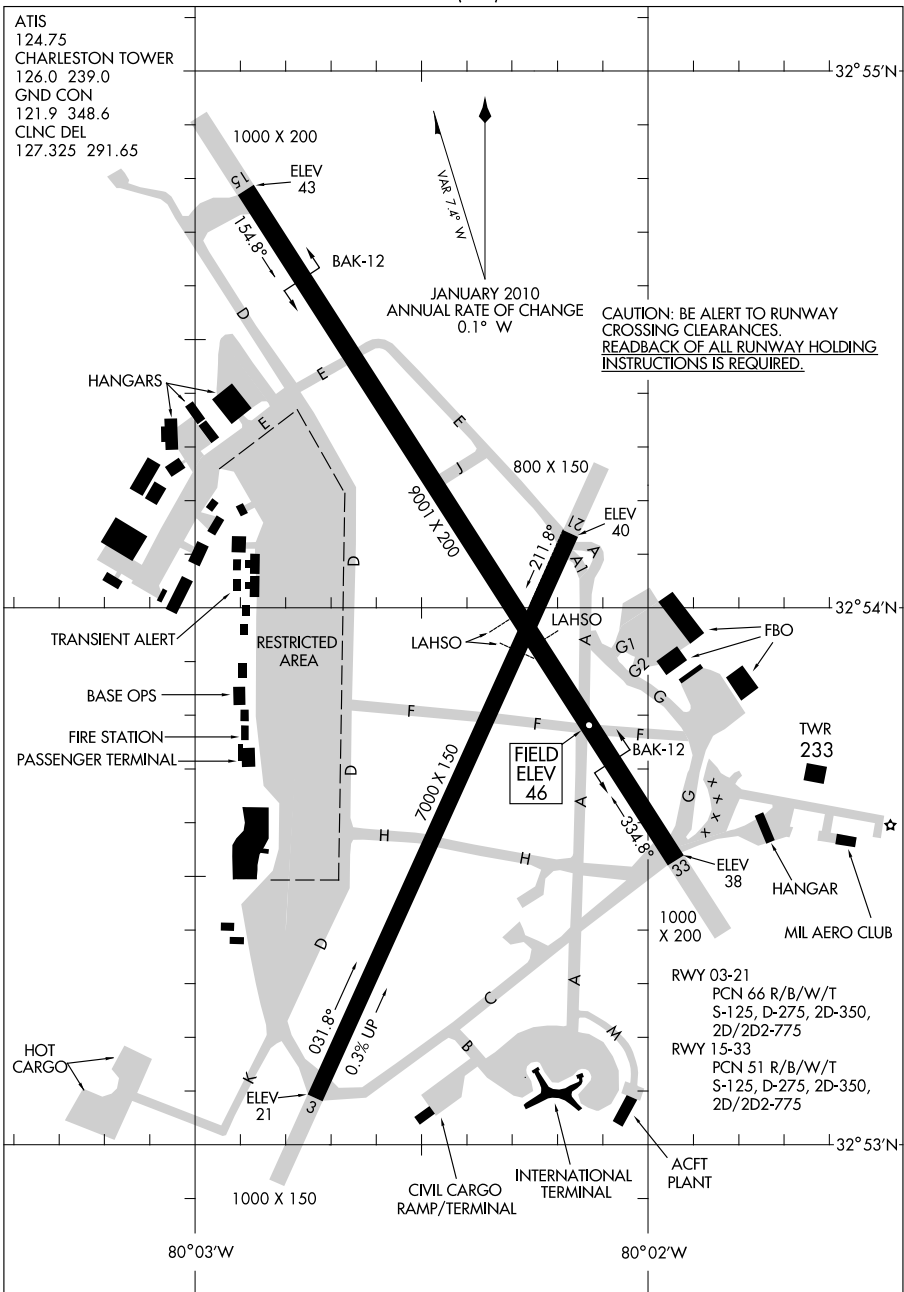 ATIS
124.75
CHARLESTON TOWER
126.0 239.0
GND CON
121.9 348.6
CLNC DEL
127.325 291.65
32°55'N
1000 X 200
15
ELEV
43
154.8°
BAK-12
VAR 7.4° W
JANUARY 2010
ANNUAL RATE OF CHANGE
0.1° W
CAUTION: BE ALERT TO RUNWAY
CROSSING CLEARANCES.
READBACK OF ALL RUNWAY HOLDING
INSTRUCTIONS IS REQUIRED.
D
HANGARS
E
E
E
J
800 X 150
9001 X 200
21
ELEV
40
A
A1
211.8°
D
32°54'N
TRANSIENT ALERT
RESTRICTED
AREA
LAHSO
LAHSO
A
G1
G2
G
FBO
BASE OPS
FIRE STATION
PASSENGER TERMINAL
F
F
F
FIELD
ELEV
46
BAK-12
TWR
233
D
7000 X 150
A
G
334.8°
x
x
x
x
H
H
33
ELEV
38
HANGAR
MIL AERO CLUB
1000
X 200
D
031.8°
0.3% UP
C
A
M
B
RWY 03-21
PCN 66 R/B/W/T
S-125, D-275, 2D-350,
2D/2D2-775
RWY 15-33
PCN 51 R/B/W/T
S-125, D-275, 2D-350,
2D/2D2-775
HOT
CARGO
K
ELEV
21
3
32°53'N
1000 X 150
CIVIL CARGO
RAMP/TERMINAL
INTERNATIONAL
TERMINAL
ACFT
PLANT
80°03'W
80°02'W